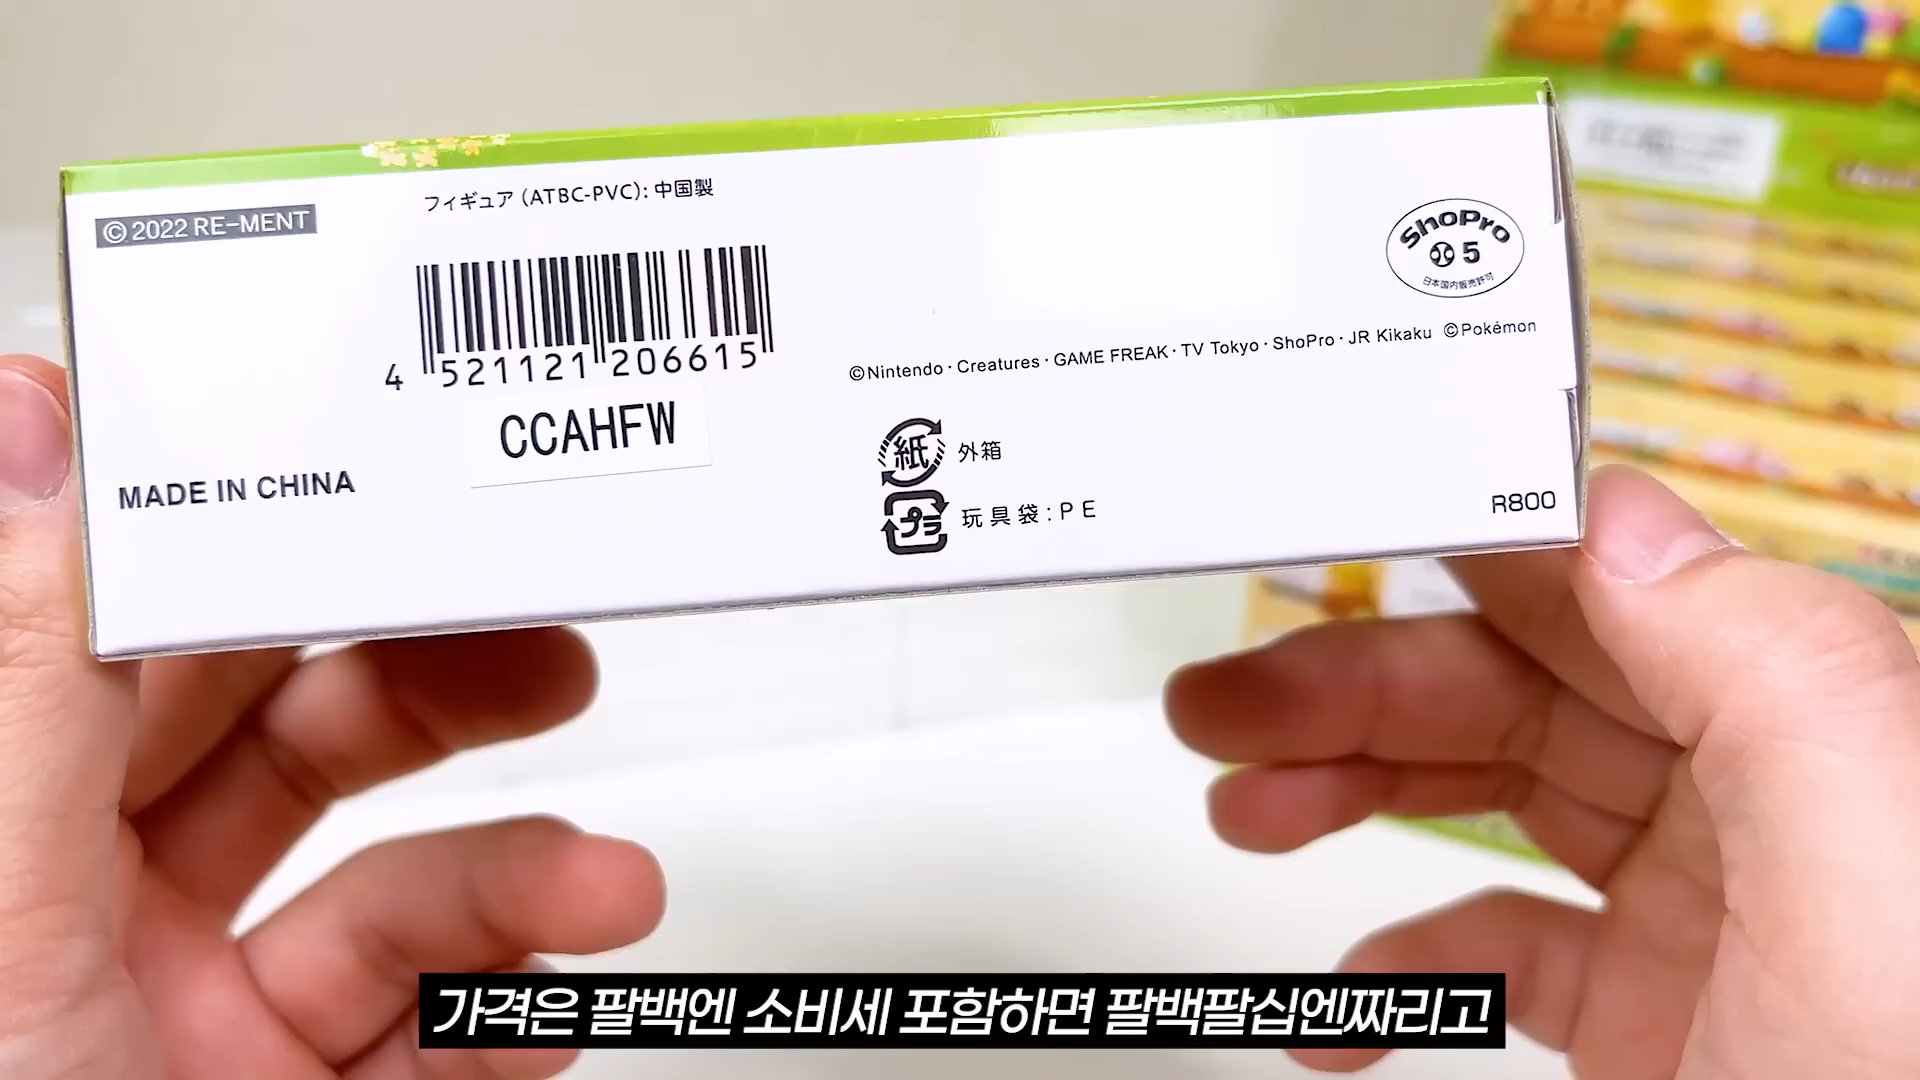 © 2022 RE-MENT
フィギュア (ATBC-PVC): 中国製
4 521121 206615
CCAHFW
MADE IN CHINA
ShoPro
5
日本国内販売許可
©Nintendo・Creatures・GAME FREAK・TV Tokyo・ShoPro・JR Kikaku ©Pokémon
紙 外箱
プラ 玩具袋:PE
R800
가격은 팔백엔 소비세 포함하면 팔백팔십엔짜리고